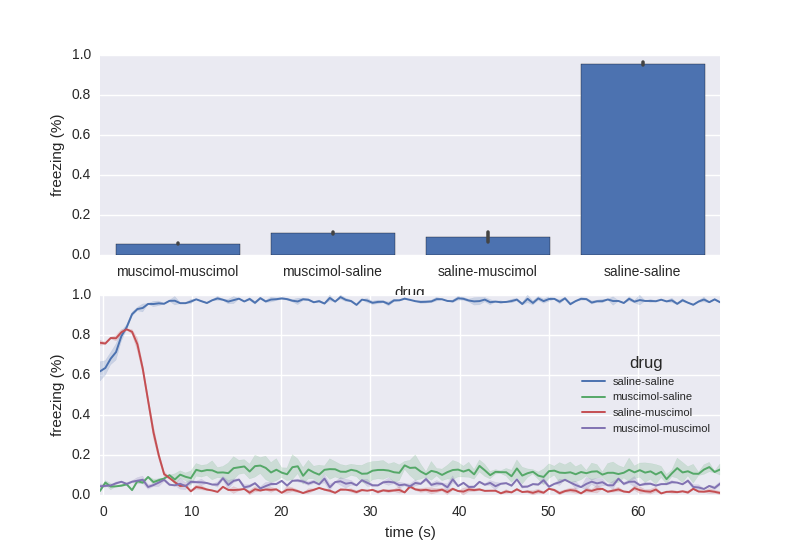 1.0
0.8
0.6
0.4
0.2
0.0
freezing (%)
muscimol-muscimol muscimol-saline saline-muscimol saline-saline
drug
1.0
0.8
0.6
0.4
0.2
0.0
freezing (%)
drug
saline-saline
muscimol-saline
saline-muscimol
muscimol-muscimol
0 10 20 30 40 50 60
time (s)